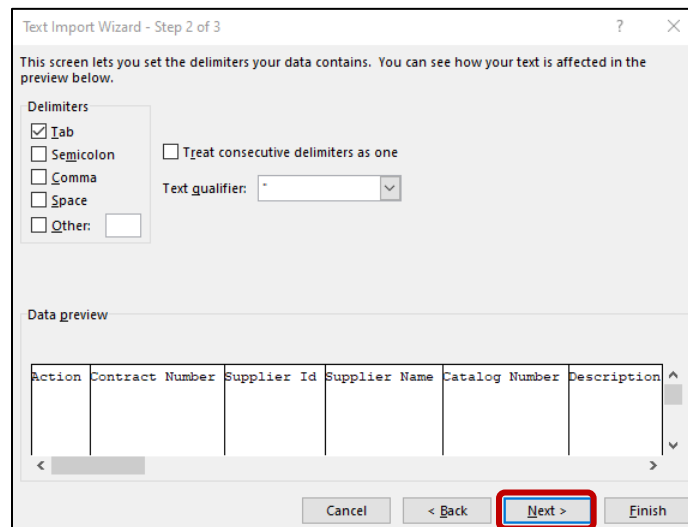 Text Import Wizard - Step 2 of 3 ? ×
This screen lets you set the delimiters your data contains. You can see how your text is affected in the
preview below.
Delimiters
Tab
Semicolon
Comma
Space
Other:
Treat consecutive delimiters as one
Text qualifier: "
Data preview
Action Contract Number Supplier Id Supplier Name Catalog Number Description
Cancel < Back Next > Finish